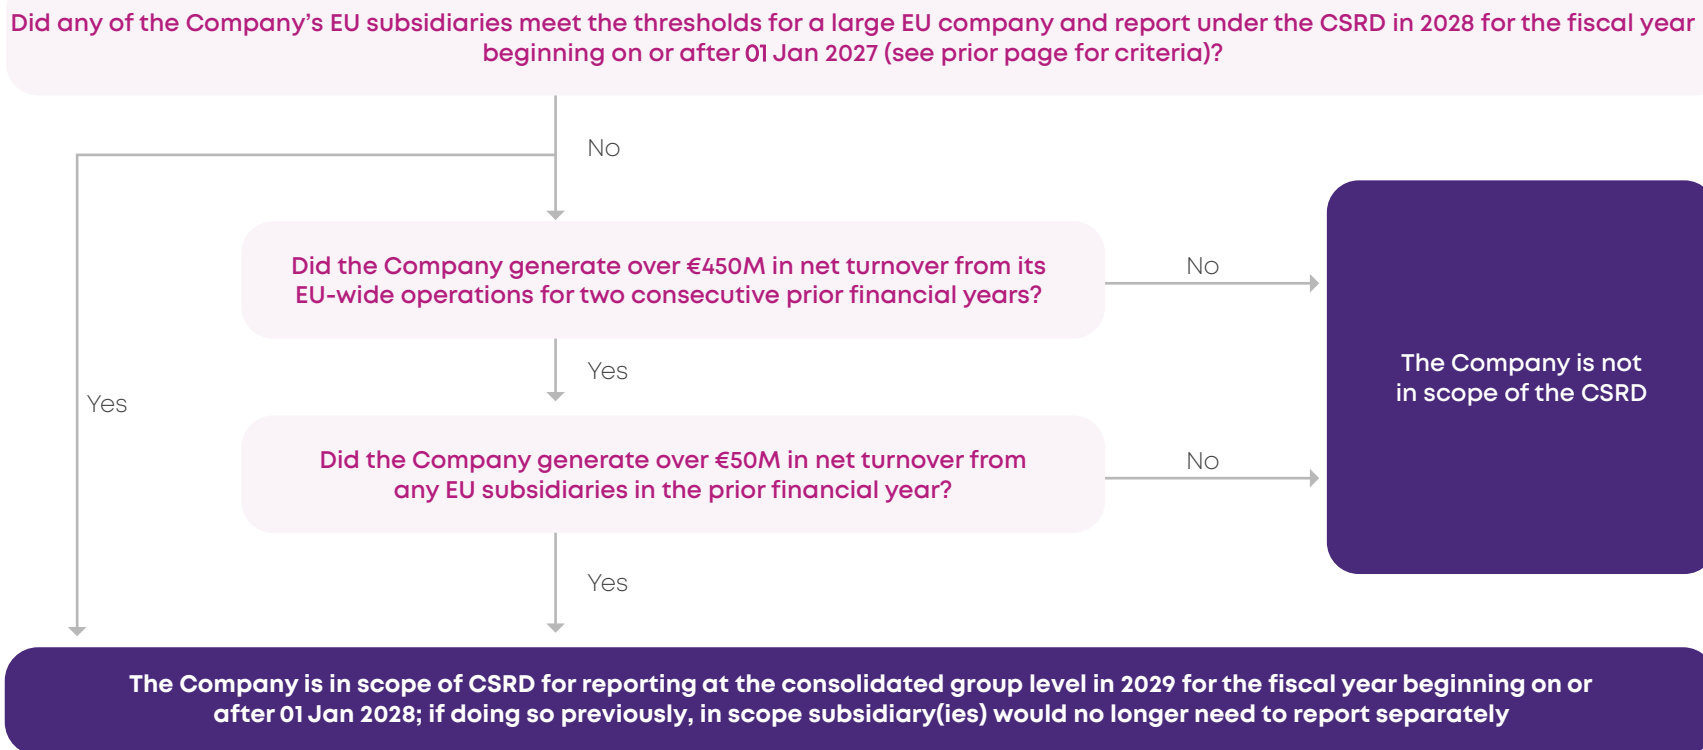 Did any of the Company’s EU subsidiaries meet the thresholds for a large EU company and report under the CSRD in 2028 for the fiscal year
beginning on or after 01 Jan 2027 (see prior page for criteria)?
No
Did the Company generate over €450M in net turnover from its
EU-wide operations for two consecutive prior financial years?
No
The Company is not
in scope of the CSRD
Yes
Yes
Did the Company generate over €50M in net turnover from
any EU subsidiaries in the prior financial year?
No
Yes
The Company is in scope of CSRD for reporting at the consolidated group level in 2029 for the fiscal year beginning on or
after 01 Jan 2028; if doing so previously, in scope subsidiary(ies) would no longer need to report separately